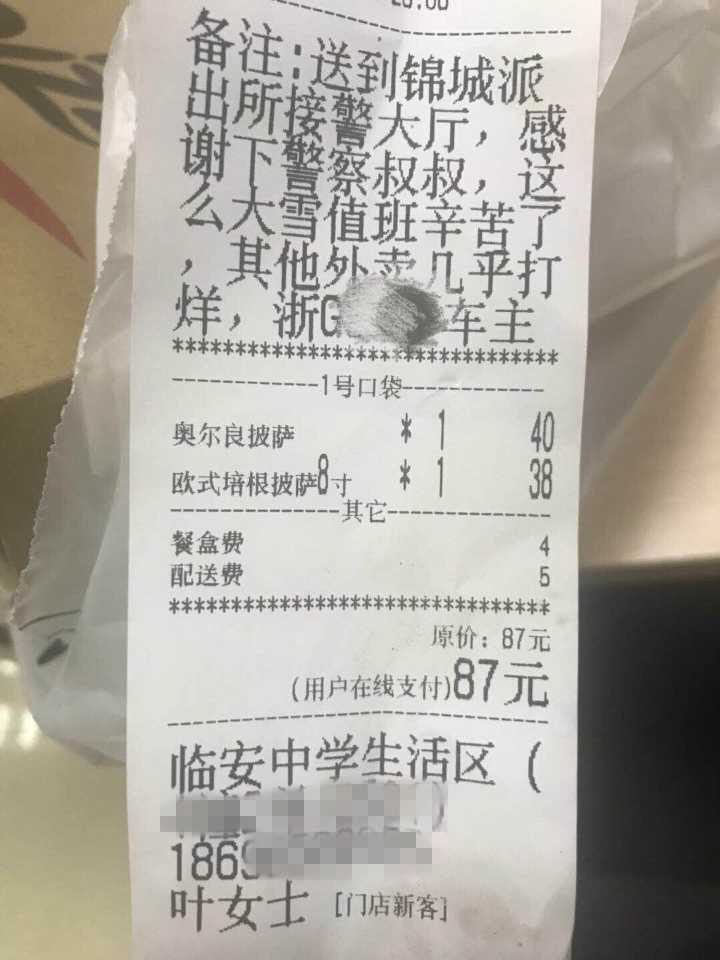 备注:送到锦城派
出所接警大厅，感
谢下警察叔叔，这
么大雪值班辛苦了
，其他外卖几乎打
烊，浙G 车主
********************************
------------1号口袋------------
奥尔良披萨 * 1 40
欧式培根披萨8寸 * 1 38
--------------其它--------------
餐盒费 4
配送费 5
********************************
原价：87元
(用户在线支付)87元
临安中学生活区 (
186
叶女士 [门店新客]